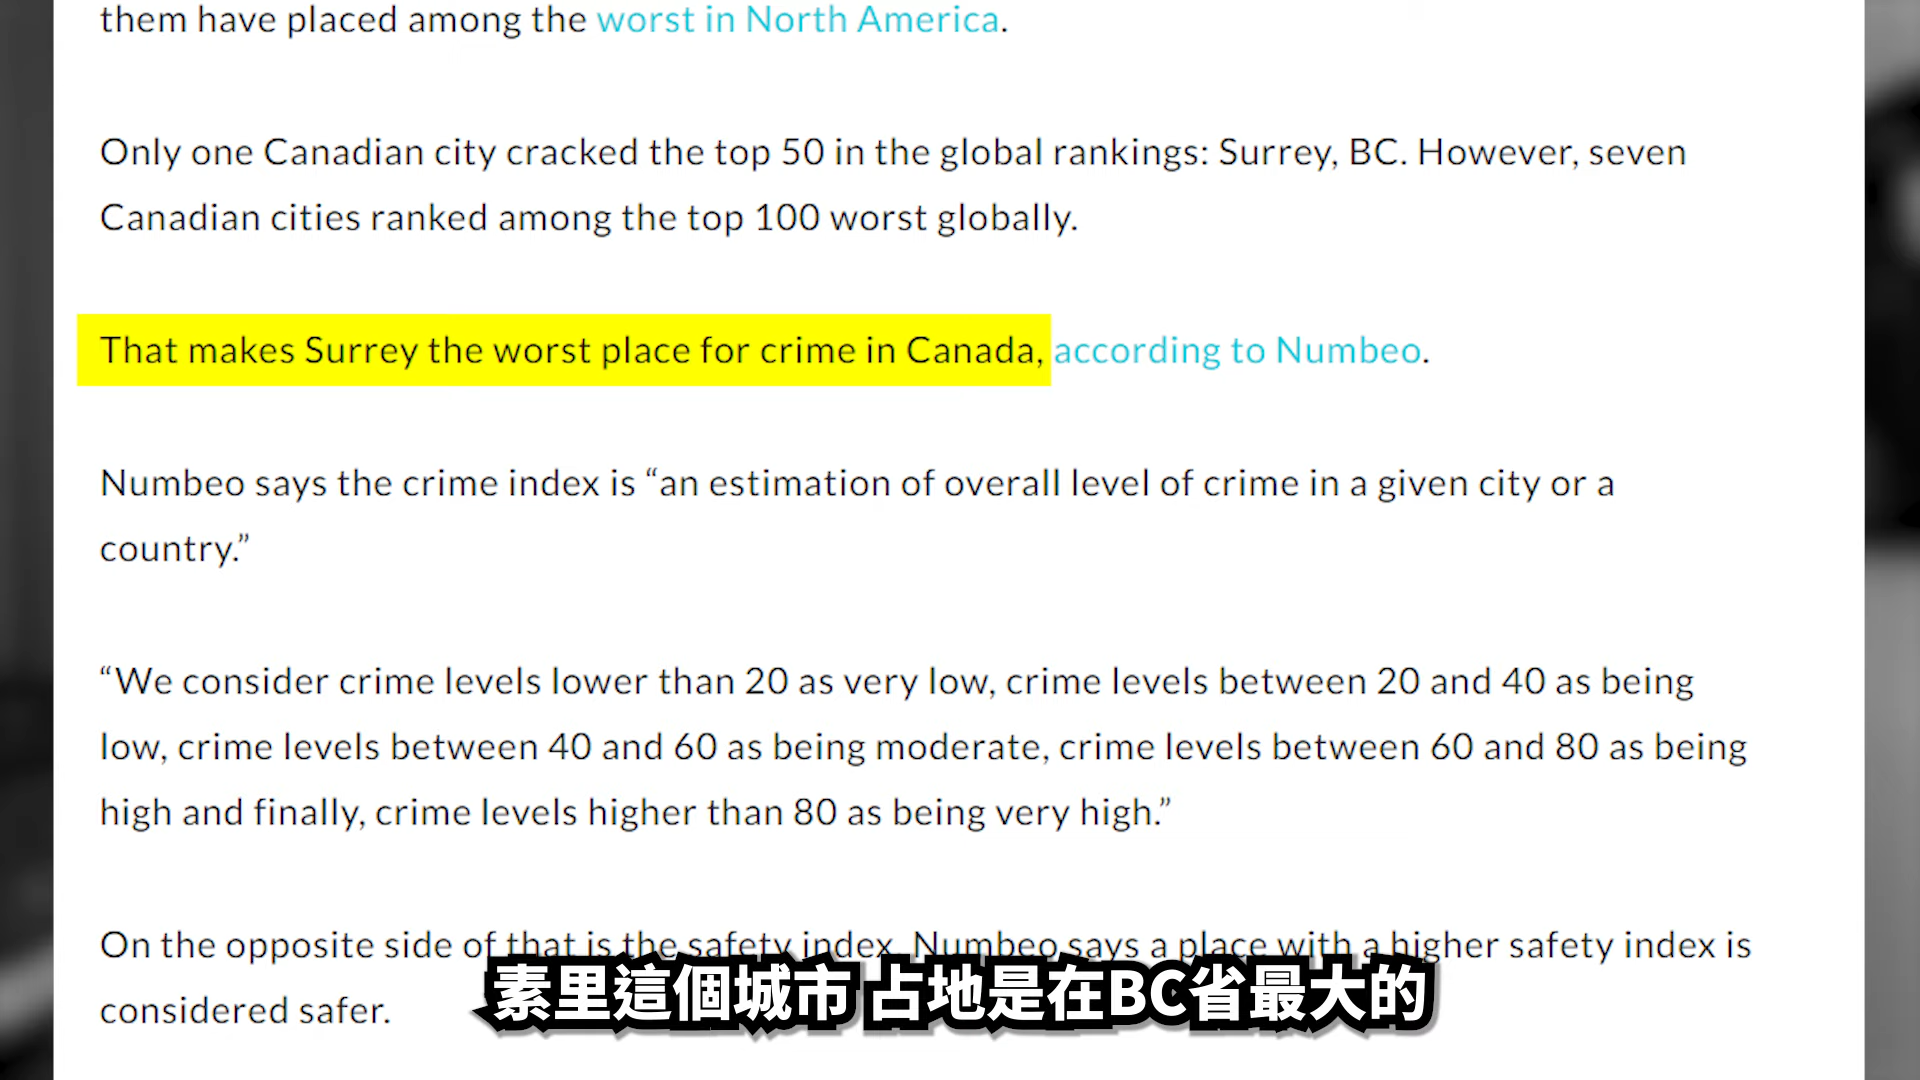 them have placed among the worst in North America.
Only one Canadian city cracked the top 50 in the global rankings: Surrey, BC. However, seven
Canadian cities ranked among the top 100 worst globally.
That makes Surrey the worst place for crime in Canada, according to Numbeo.
Numbeo says the crime index is “an estimation of overall level of crime in a given city or a
country.”
“We consider crime levels lower than 20 as very low, crime levels between 20 and 40 as being
low, crime levels between 40 and 60 as being moderate, crime levels between 60 and 80 as being
high and finally, crime levels higher than 80 as being very high.”
On the opposite side of that is the safety index. Numbeo says a place with a higher safety index is
considered safer.
素里這個城市 占地是在BC省最大的